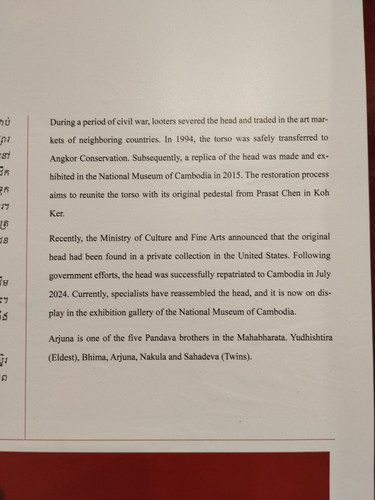 During a period of civil war, looters severed the head and traded in the art mar-
kets of neighboring countries. In 1994, the torso was safely transferred to
Angkor Conservation. Subsequently, a replica of the head was made and ex-
hibited in the National Museum of Cambodia in 2015. The restoration process
aims to reunite the torso with its original pedestal from Prasat Chen in Koh
Ker.
Recently, the Ministry of Culture and Fine Arts announced that the original
head had been found in a private collection in the United States. Following
government efforts, the head was successfully repatriated to Cambodia in July
2024. Currently, specialists have reassembled the head, and it is now on dis-
play in the exhibition gallery of the National Museum of Cambodia.
Arjuna is one of the five Pandava brothers in the Mahabharata. Yudhishtira
(Eldest), Bhima, Arjuna, Nakula and Sahadeva (Twins).